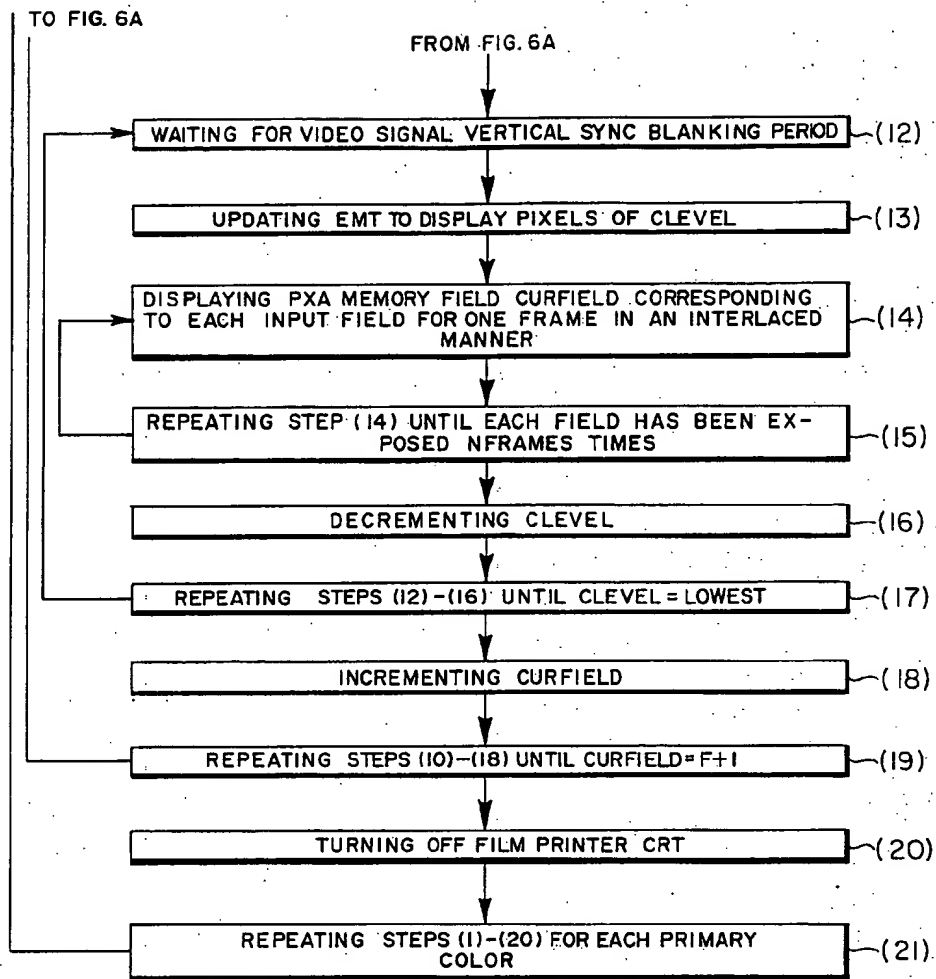 TO FIG. 6A
FROM FIG. 6A
WAITING FOR VIDEO SIGNAL VERTICAL SYNC BLANKING PERIOD
(12)
UPDATING EMT TO DISPLAY PIXELS OF CLEVEL
(13)
DISPLAYING PXA MEMORY FIELD CURFIELD CORRESPONDING
TO EACH INPUT FIELD FOR ONE FRAME IN AN INTERLACED
MANNER
(14)
REPEATING STEP (14) UNTIL EACH FIELD HAS BEEN EX-
POSED NFRAMES TIMES
(15)
DECREMENTING CLEVEL
(16)
REPEATING STEPS (12)-(16) UNTIL CLEVEL = LOWEST
(17)
INCREMENTING CURFIELD
(18)
REPEATING STEPS (10)-(18) UNTIL CURFIELD = F+1
(19)
TURNING OFF FILM PRINTER CRT
(20)
REPEATING STEPS (1)-(20) FOR EACH PRIMARY
COLOR
(21)